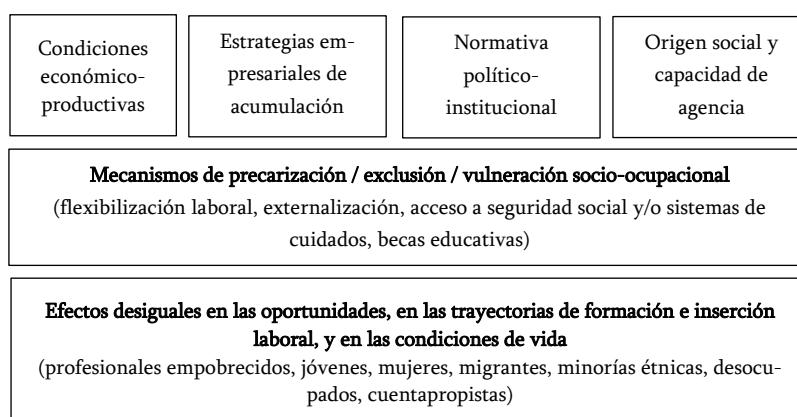 Condiciones
económico-
productivas
Estrategias em-
presariales de
acumulación
Normativa
político-
institucional
Origen social y
capacidad de
agencia
Mecanismos de precarización / exclusión / vulneración socio-ocupacional
(flexibilización laboral, externalización, acceso a seguridad social y/o sistemas de
cuidados, becas educativas)
Efectos desiguales en las oportunidades, en las trayectorias de formación e inserción
laboral, y en las condiciones de vida
(profesionales empobrecidos, jóvenes, mujeres, migrantes, minorías étnicas, desocu-
pados, cuentapropistas)